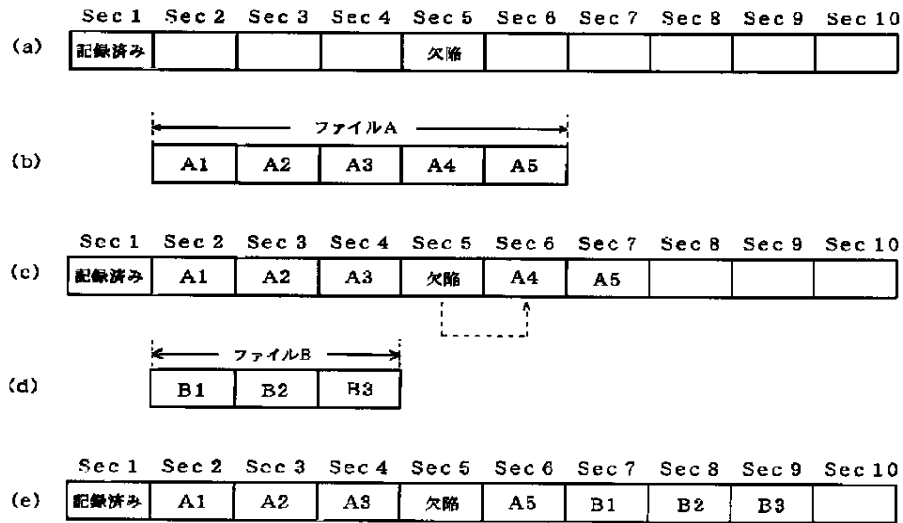 Sec 1 Sec 2 Sec 3 Sec 4 Sec 5 Sec 6 Sec 7 Sec 8 Sec 9 Sec 10
(a) 記録済み 欠陥
ファイルA
(b) A1 A2 A3 A4 A5
Sec 1 Sec 2 Sec 3 Sec 4 Sec 5 Sec 6 Sec 7 Sec 8 Sec 9 Sec 10
(c) 記録済み A1 A2 A3 欠陥 A4 A5
ファイルB
(d) B1 B2 B3
Sec 1 Sec 2 Sec 3 Sec 4 Sec 5 Sec 6 Sec 7 Sec 8 Sec 9 Sec 10
(e) 記録済み A1 A2 A3 欠陥 A5 B1 B2 B3